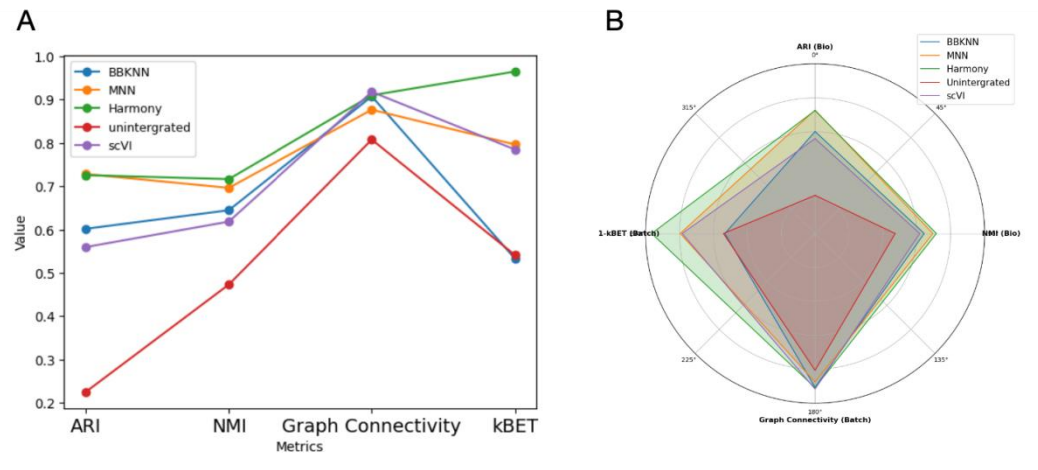 A
B
BBKNN
MNN
Harmony
unintergrated
scVI
1.0
0.9
0.8
0.7
0.6
0.5
0.4
0.3
0.2
Value
ARI NMI Graph Connectivity kBET
Metrics
BBKNN
MNN
Harmony
Unintergrated
scVI
ARI (Bio)
0°
315°
45°
1-kBET (Batch)
NMI (Bio)
225°
135°
180°
Graph Connectivity (Batch)